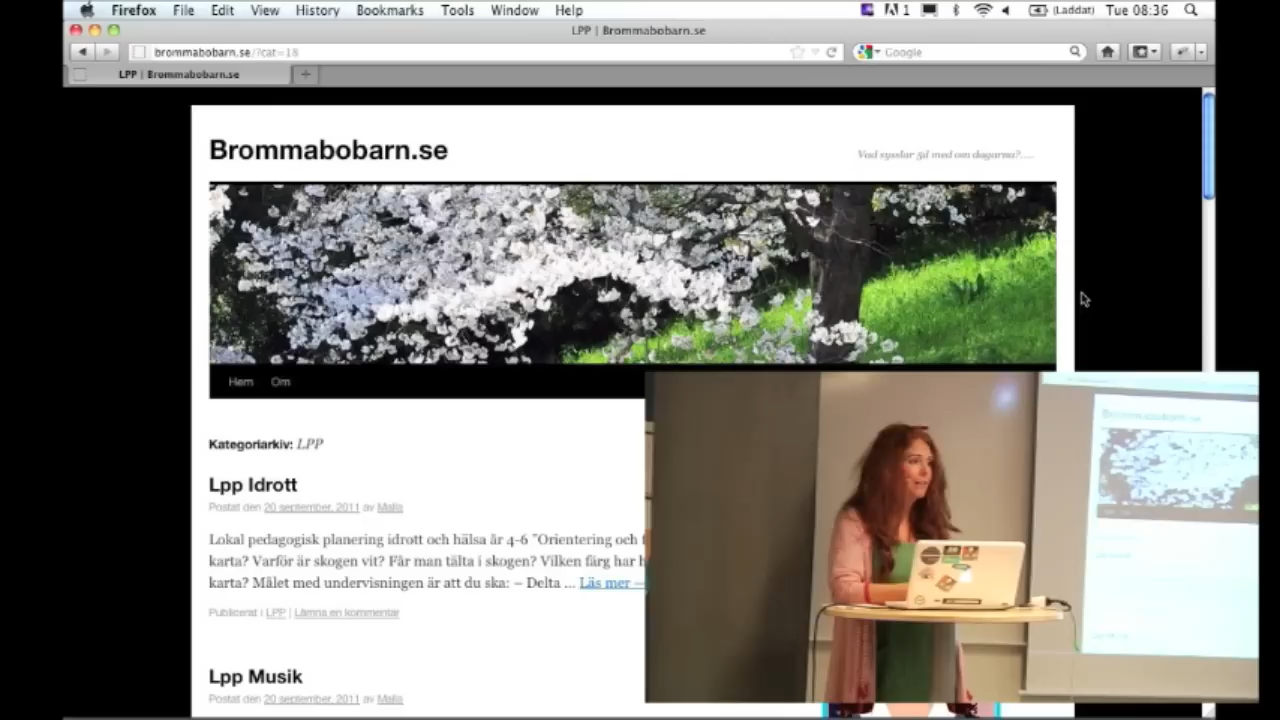 Firefox File Edit View History Bookmarks Tools Window Help 1 (Laddat) Tue 08:36
LPP | Brommabobarn.se
brommabobarn.se/?cat=18 Google
LPP | Brommabobarn.se
Brommabobarn.se
Vad sysslar 5il med om dagarna?....
Hem Om
Kategoriarkiv: LPP
Lpp Idrott
Postat den 20 september, 2011 av Malla
Lokal pedagogisk planering idrott och hälsa år 4-6 "Orientering och
karta? Varför är skogen vit? Får man tälta i skogen? Vilken färg har
karta? Målet med undervisningen är att du ska: – Delta ... Läs mer
Publicerat i LPP | Lämna en kommentar
Lpp Musik
Postat den 20 september, 2011 av Malla
Brommabobarn.se